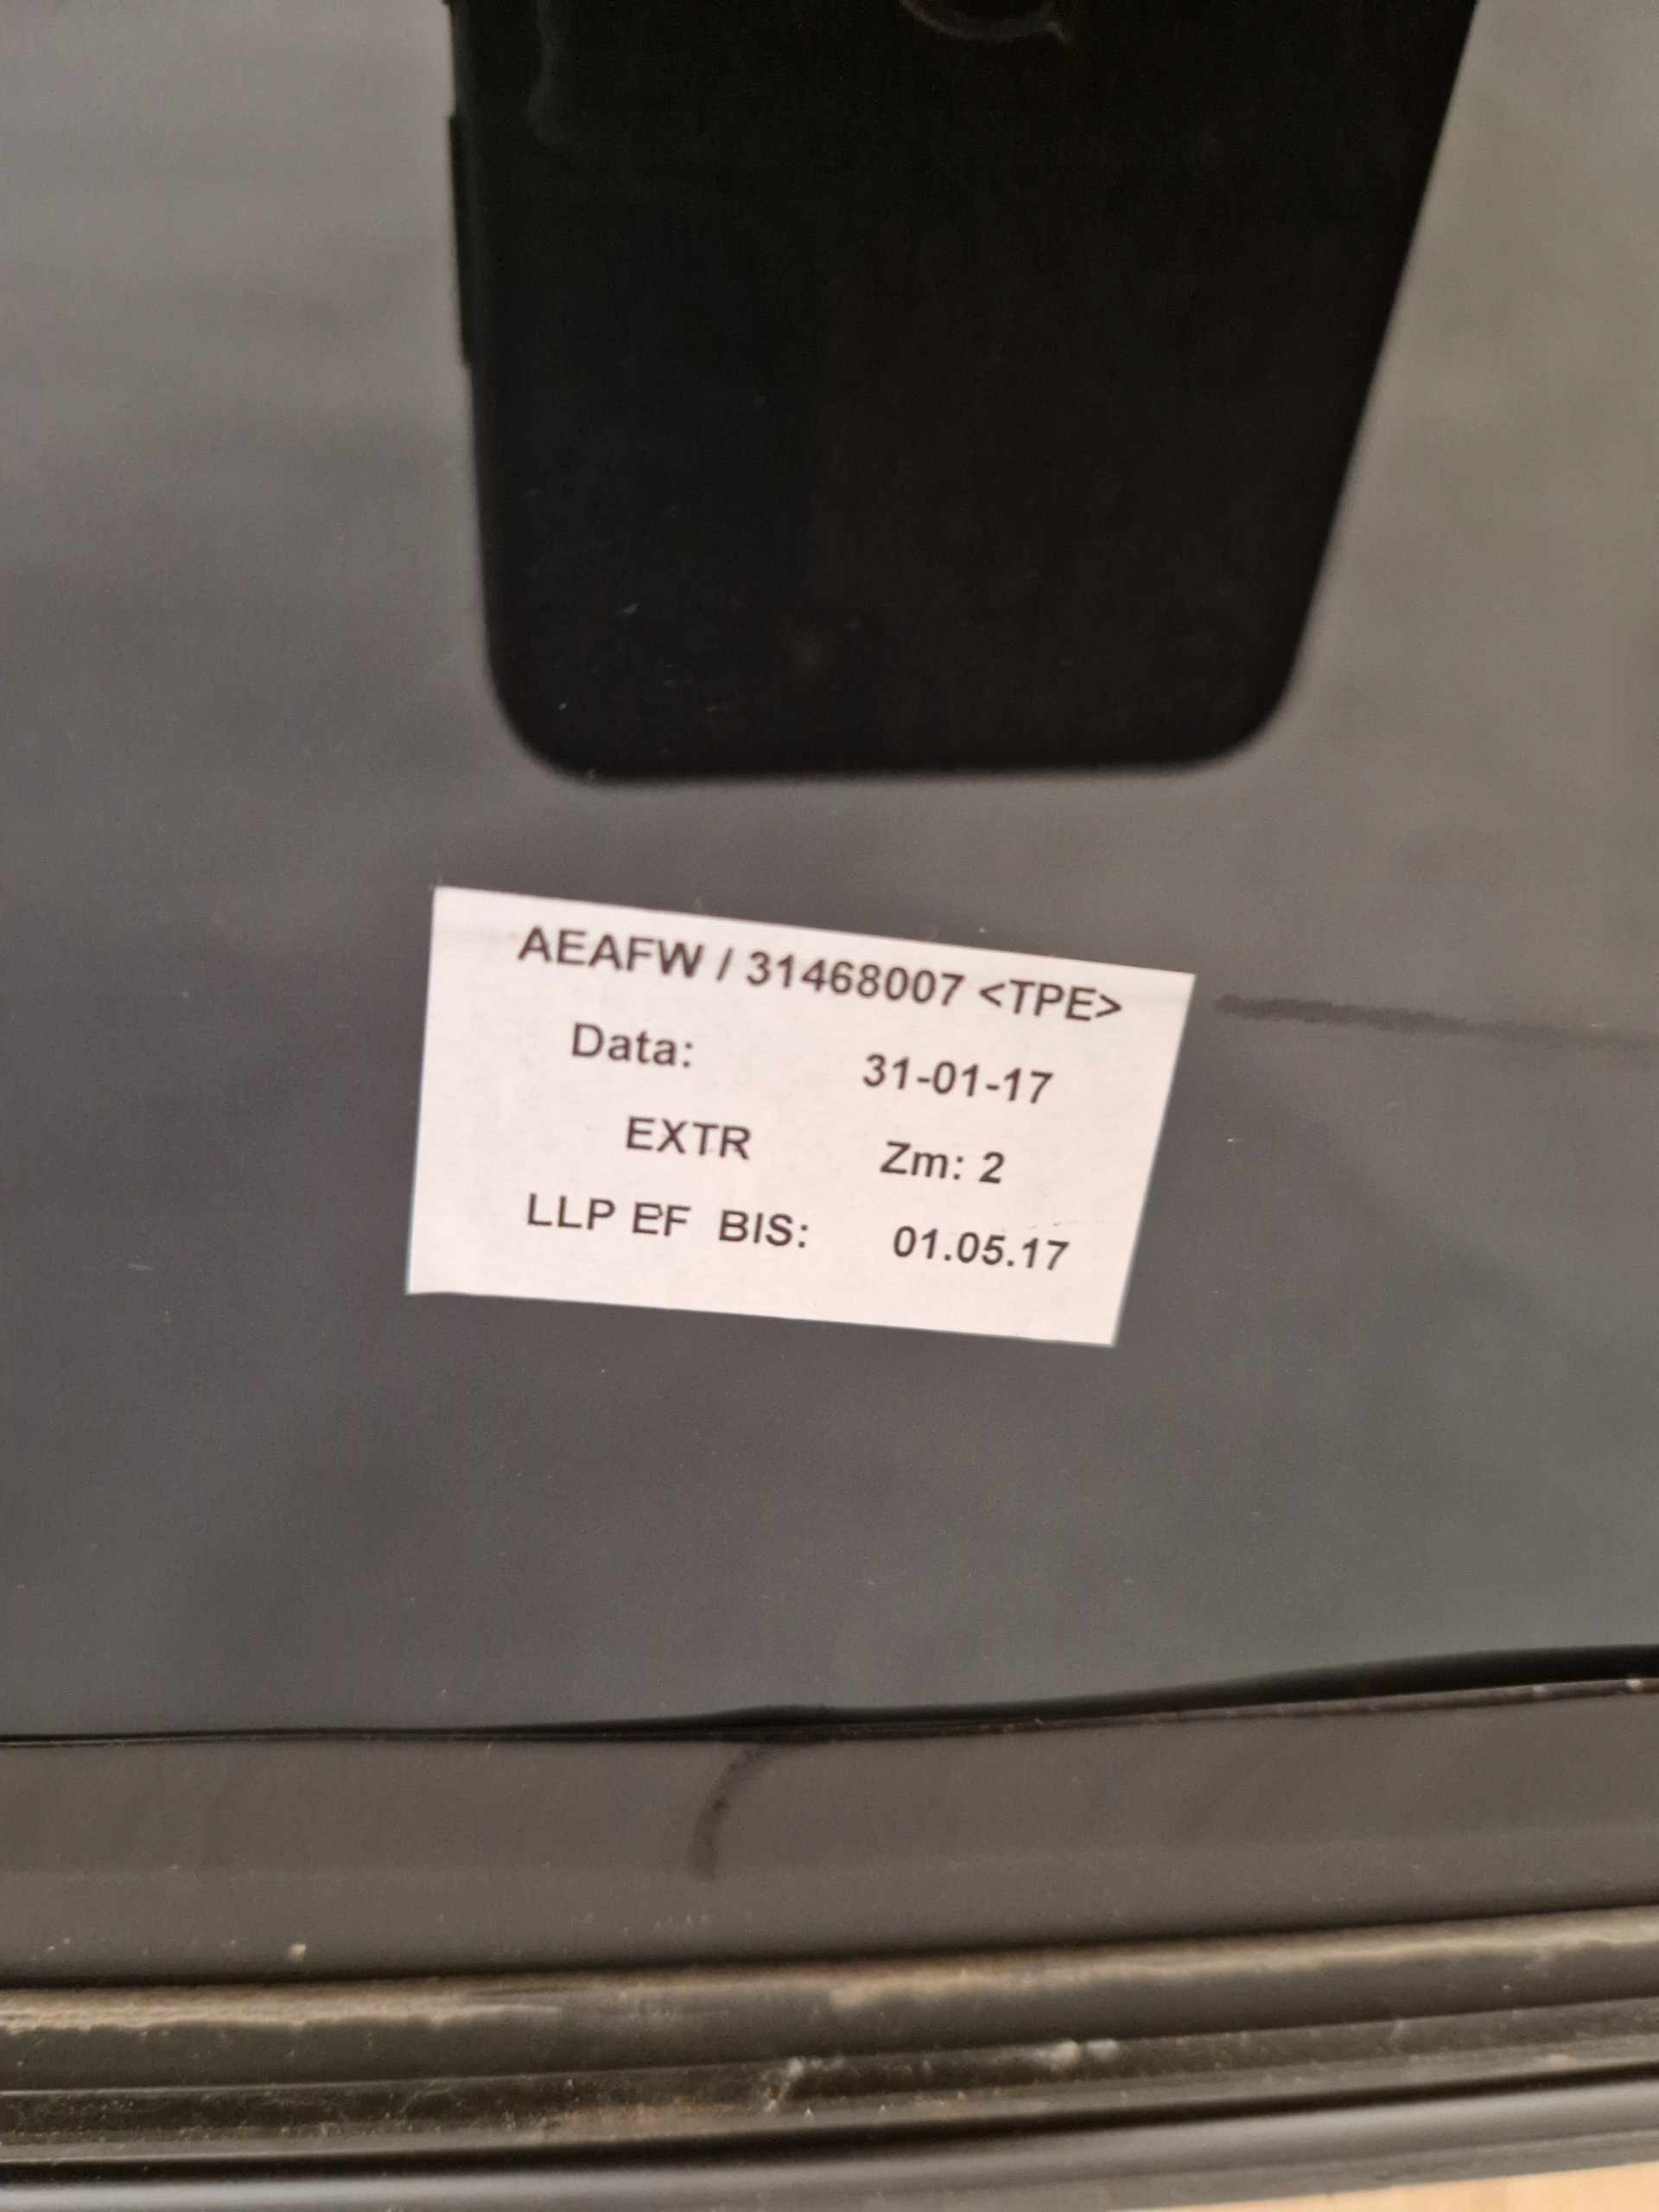 AEAFW / 31468007 <TPE>
Data: 31-01-17
EXTR Zm: 2
LLP EF BIS: 01.05.17